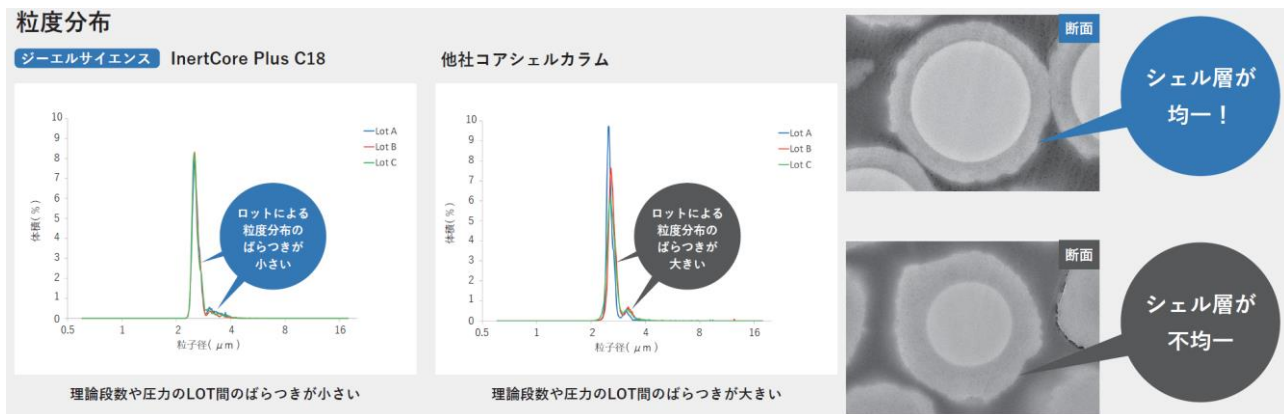 粒度分布
ジーエルサイエンス InertCore Plus C18
10
9
8
7
6
5
4
3
2
1
0
体積(%)
0.5 1 2 4 8 16
粒子径(μm)
Lot A
Lot B
Lot C
ロットによる
粒度分布の
ばらつきが
小さい
理論段数や圧力のLOT間のばらつきが小さい
他社コアシェルカラム
10
9
8
7
6
5
4
3
2
1
0
体積(%)
0.5 1 2 4 8 16
粒子径(μm)
Lot A
Lot B
Lot C
ロットによる
粒度分布の
ばらつきが
大きい
理論段数や圧力のLOT間のばらつきが大きい
断面
シェル層が
均一！
断面
シェル層が
不均一